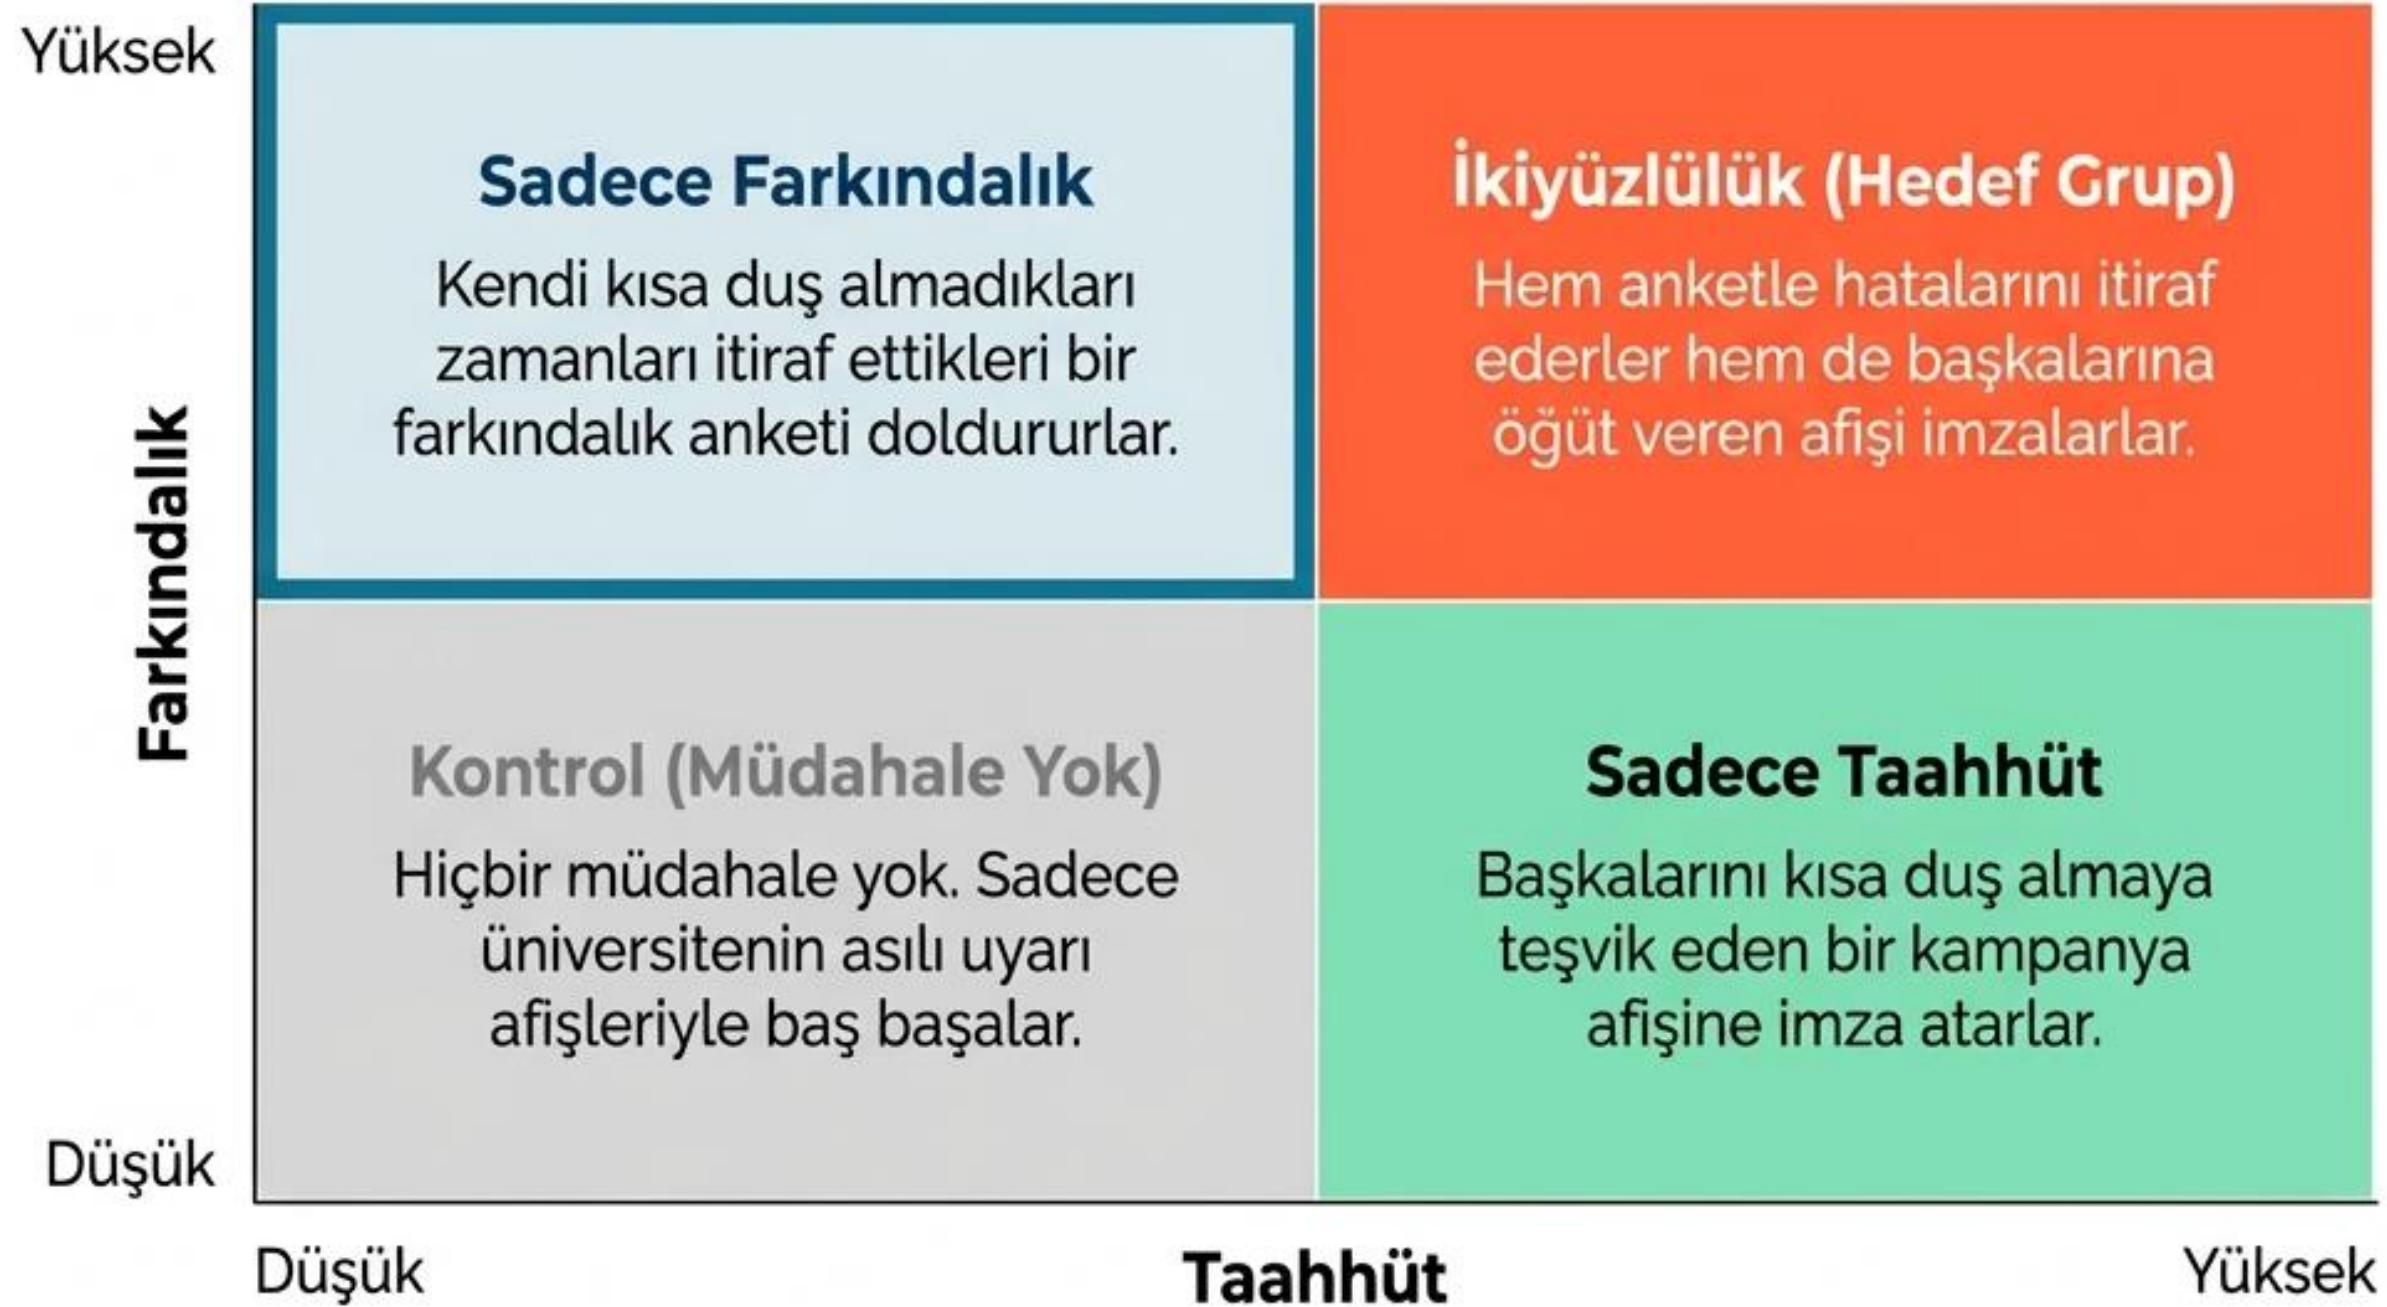 Yüksek
Sadece Farkındalık
Kendi kısa duş almadıkları
zamanları itiraf ettikleri bir
farkındalık anketi doldururlar.
İkiyüzlülük (Hedef Grup)
Hem anketle hatalarını itiraf
ederler hem de başkalarına
öğüt veren afişi imzalarlar.
Farkındalık
Kontrol (Müdahale Yok)
Hiçbir müdahale yok. Sadece
üniversitenin asılı uyarı
afişleriyle baş başalar.
Sadece Taahhüt
Başkalarını kısa duş almaya
teşvik eden bir kampanya
afişine imza atarlar.
Düşük
Düşük
Taahhüt
Yüksek